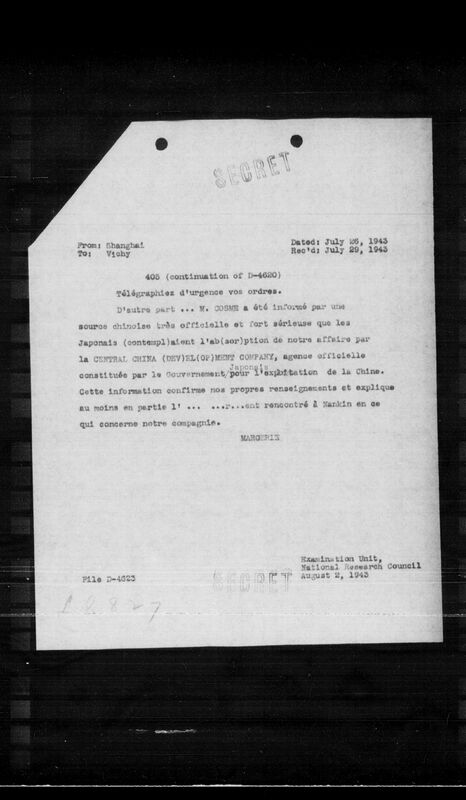 SECRET
From: Shanghai
To: Vichy
Dated: July 26, 1943
Rec'd: July 29, 1943
405 (continuation of D-4620)
Télégraphiez d'urgence vos ordres.
D'autre part ... M. COSME a été informé par une
source chinoise très officielle et fort sérieuse que les
Japonais (contempl)aient l'ab(sor)ption de notre affaire par
la CENTRAL CHINA (DEV)EL(OP)MENT COMPANY, agence officielle
Japonais
constituée par le Gouvernement/pour l'exploitation de la Chine.
Cette information confirme nos propres renseignements et explique
au moins en partie l' ... ...r...ent rencontré à Nankin en ce
qui concerne notre compagnie.
MARGERIE
Examination Unit,
National Research Council
August 2, 1943
File D-4623
SECRET